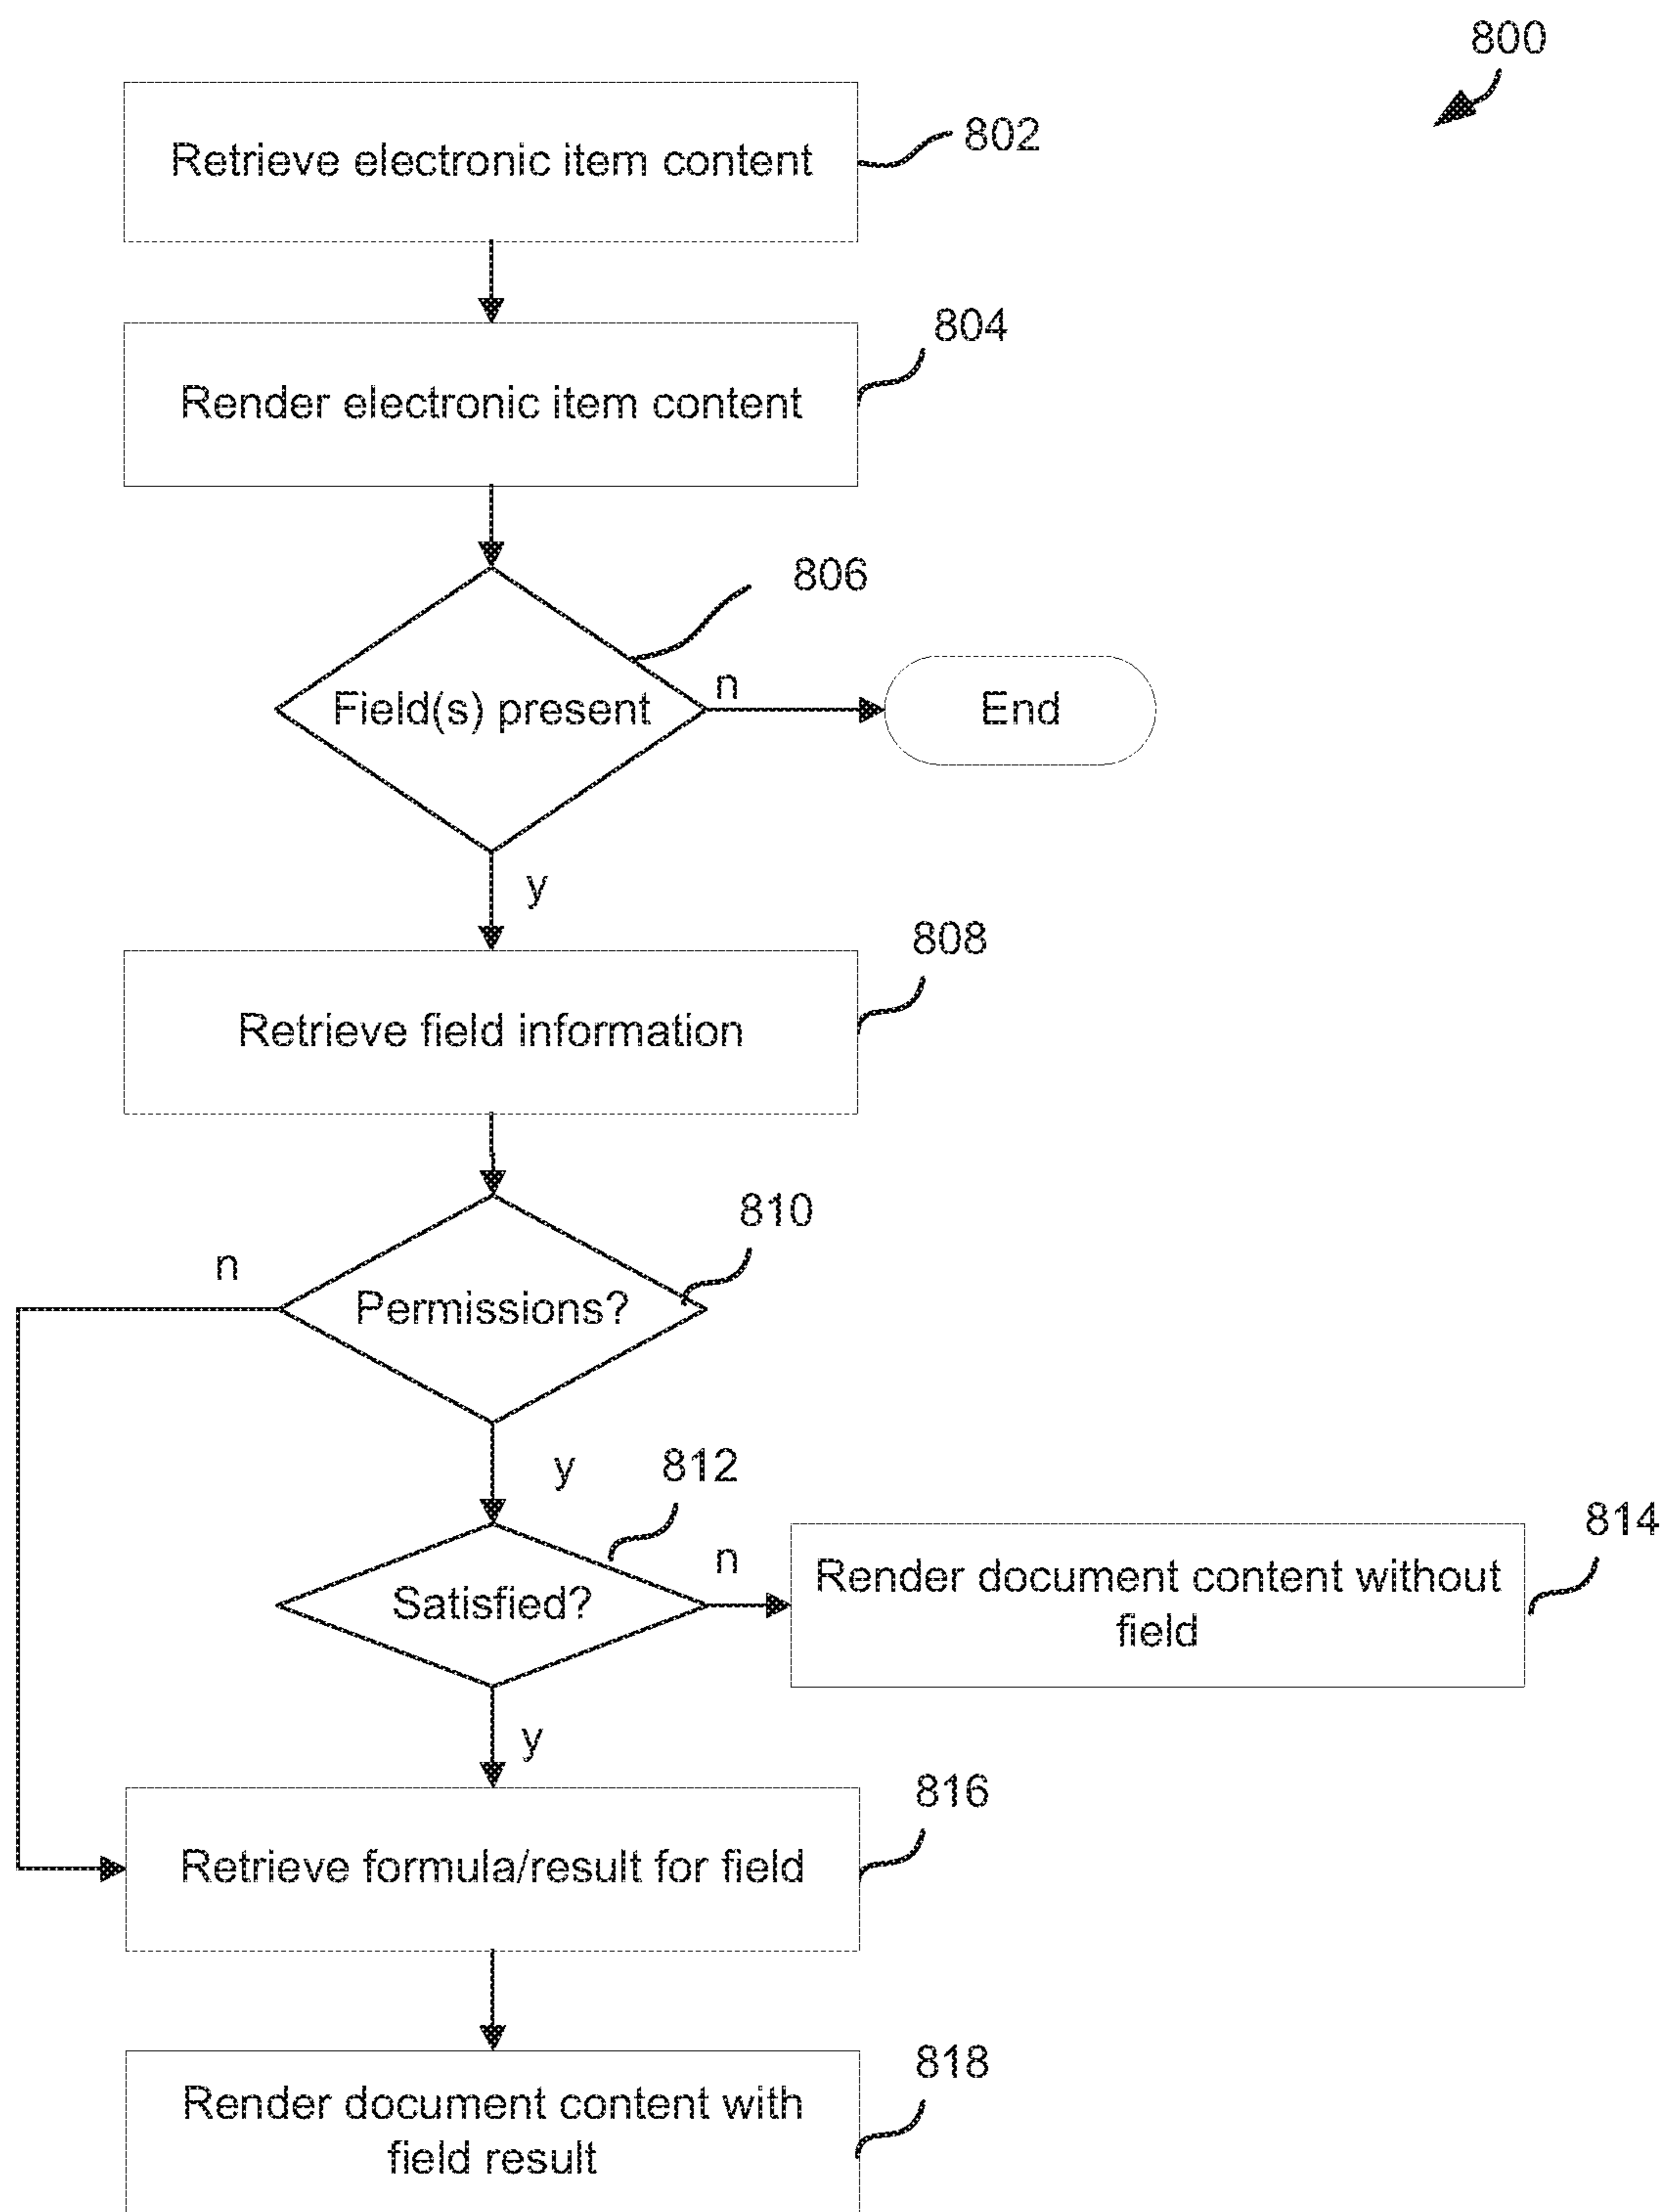 800
Retrieve electronic item content
802
Render electronic item content
804
806
Field(s) present
n
End
y
Retrieve field information
808
810
Permissions?
n
y
812
Satisfied?
n
Render document content without
field
814
y
Retrieve formula/result for field
816
Render document content with
field result
818